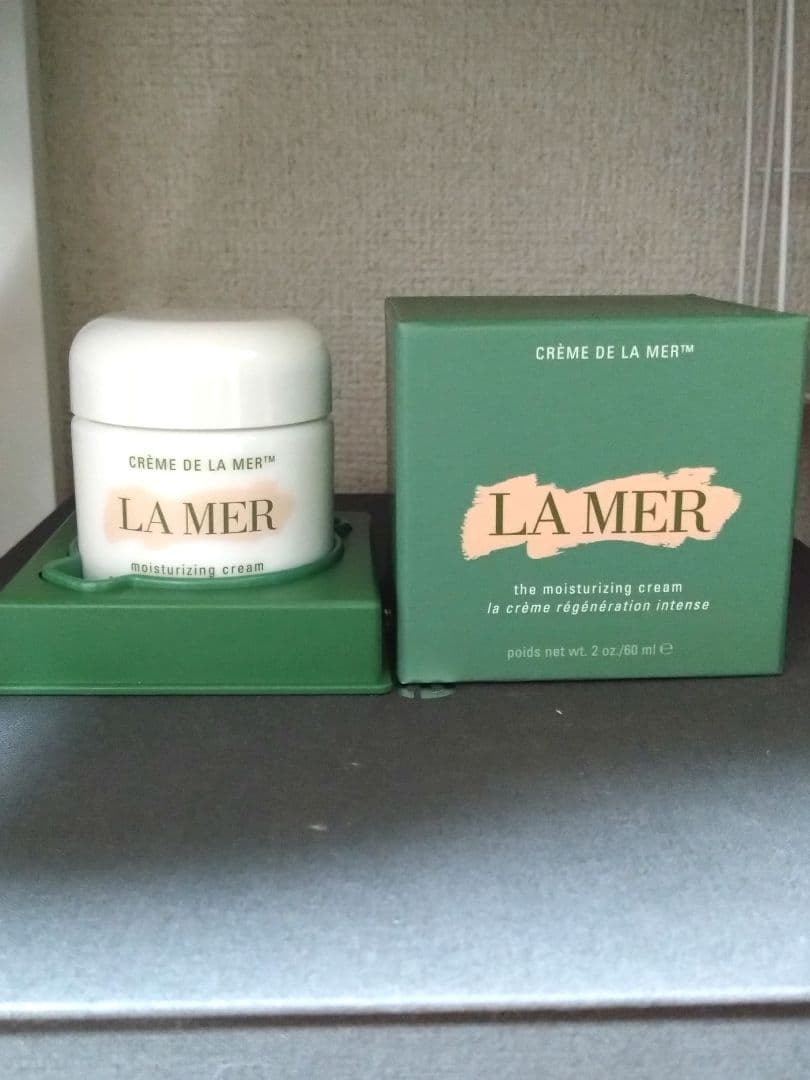 CRÈME DE LA MER™
LA MER
moisturizing cream
CRÈME DE LA MER™
LA MER
the moisturizing cream
la crème régénération intense
poids net wt. 2 oz./60 ml ℮